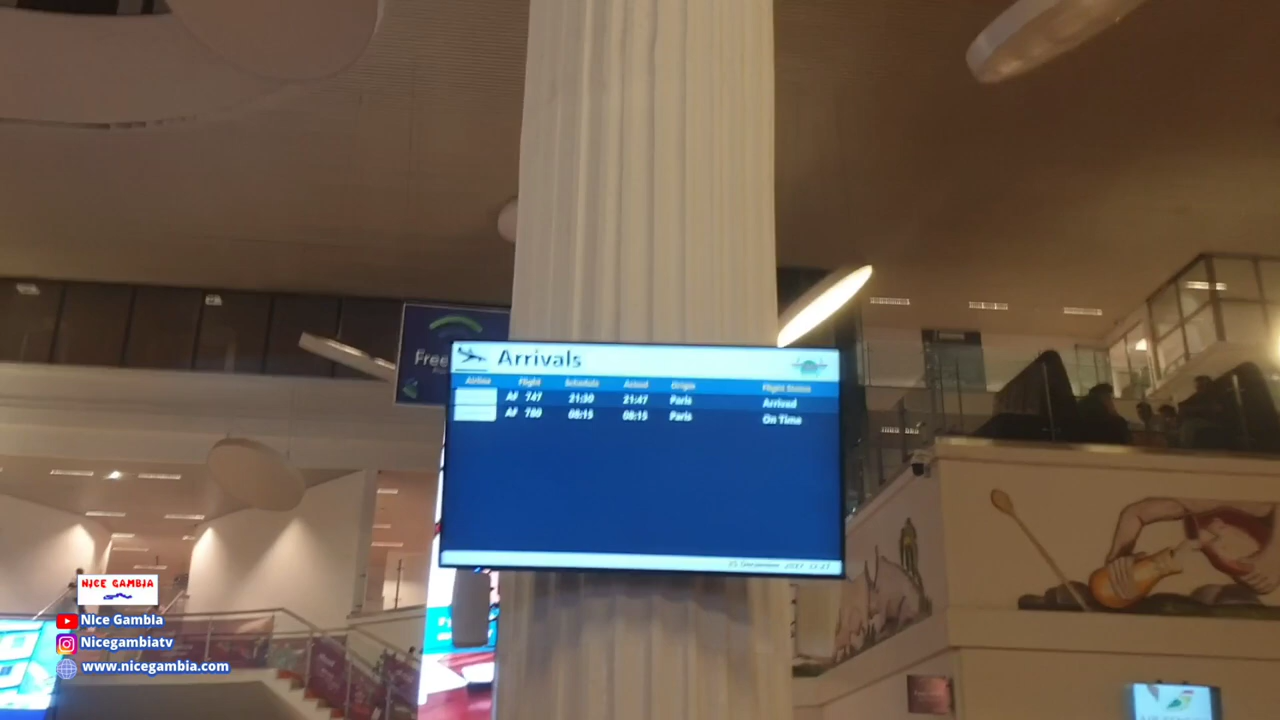 Free
Arrivals
Airline Flight Schedule Actual Origin Flight Status
AF 747 21:30 21:47 Paris Arrived
AF 780 08:15 08:15 Paris On Time
NICE GAMBIA
NIce Gambia
Nicegambiatv
www.nicegambia.com